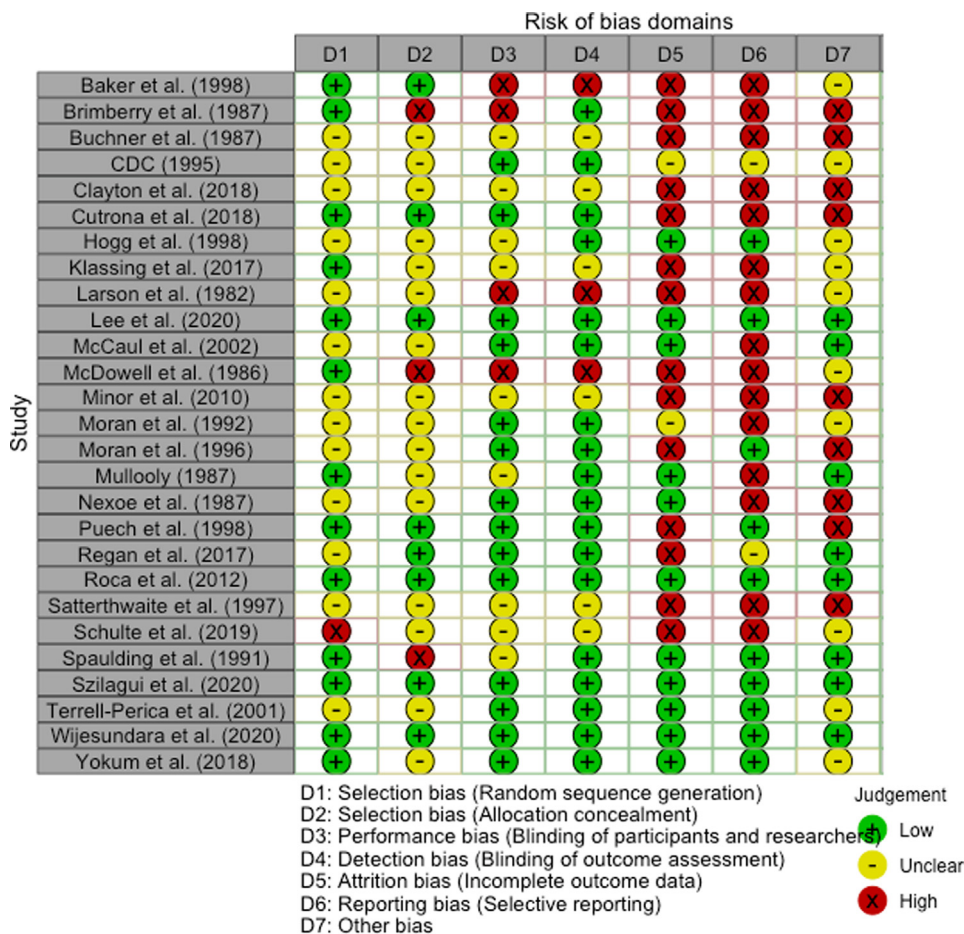 Risk of bias domains
D1 D2 D3 D4 D5 D6 D7
Study
Baker et al. (1998) + + X X X X -
Brimberry et al. (1987) + X X + X X X
Buchner et al. (1987) - - - - X X X
CDC (1995) - - + + - - -
Clayton et al. (2018) - - - - X X X
Cutrona et al. (2018) + + + + X X X
Hogg et al. (1998) - - - + + + -
Klassing et al. (2017) + - - - X X -
Larson et al. (1982) - - X X X X -
Lee et al. (2020) + + + + + + +
McCaul et al. (2002) - - + + + X +
McDowell et al. (1986) + X X X X X -
Minor et al. (2010) - - - - X X X
Moran et al. (1992) - - + + - X -
Moran et al. (1996) - - + + X + X
Mullooly (1987) + - - + + X +
Nexoe et al. (1987) - - + + + X X
Puech et al. (1998) + + + + X + X
Regan et al. (2017) - + + + X - +
Roca et al. (2012) + + + + + + +
Satterthwaite et al. (1997) - - - - X X X
Schulte et al. (2019) X - - - X X -
Spaulding et al. (1991) + X - + + + +
Szilagui et al. (2020) + + + + + + +
Terrell-Perica et al. (2001) - - + + + + -
Wijesundara et al. (2020) + + + + + + +
Yokum et al. (2018) + - + + + + -
D1: Selection bias (Random sequence generation)
D2: Selection bias (Allocation concealment)
D3: Performance bias (Blinding of participants and researchers)
D4: Detection bias (Blinding of outcome assessment)
D5: Attrition bias (Incomplete outcome data)
D6: Reporting bias (Selective reporting)
D7: Other bias
Judgement
+ Low
- Unclear
X High